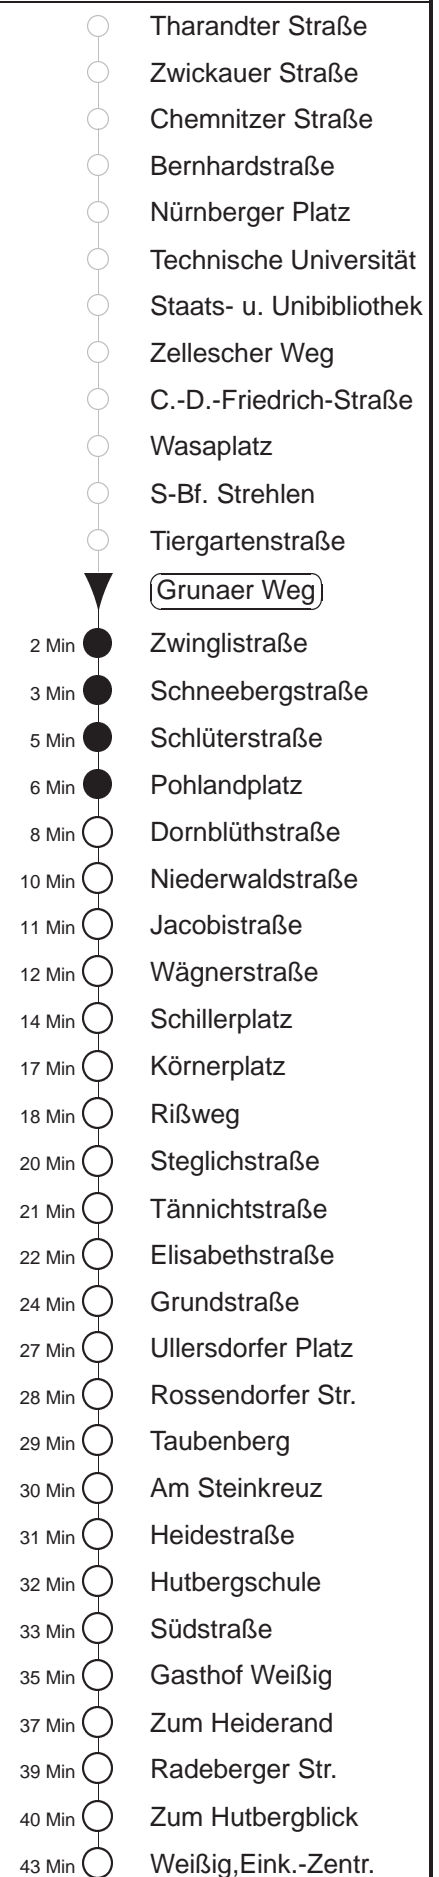 Tharandter Straße
Zwickauer Straße
Chemnitzer Straße
Bernhardstraße
Nürnberger Platz
Technische Universität
Staats- u. Unibibliothek
Zellescher Weg
C.-D.-Friedrich-Straße
Wasaplatz
S-Bf. Strehlen
Tiergartenstraße
Grunaer Weg
2 Min Zwinglistraße
3 Min Schneebergstraße
5 Min Schlüterstraße
6 Min Pohlandplatz
8 Min Dornblüthstraße
10 Min Niederwaldstraße
11 Min Jacobistraße
12 Min Wägnerstraße
14 Min Schillerplatz
17 Min Körnerplatz
18 Min Rißweg
20 Min Steglichstraße
21 Min Tännichtstraße
22 Min Elisabethstraße
24 Min Grundstraße
27 Min Ullersdorfer Platz
28 Min Rossendorfer Str.
29 Min Taubenberg
30 Min Am Steinkreuz
31 Min Heidestraße
32 Min Hutbergschule
33 Min Südstraße
35 Min Gasthof Weißig
37 Min Zum Heiderand
39 Min Radeberger Str.
40 Min Zum Hutbergblick
43 Min Weißig,Eink.-Zentr.